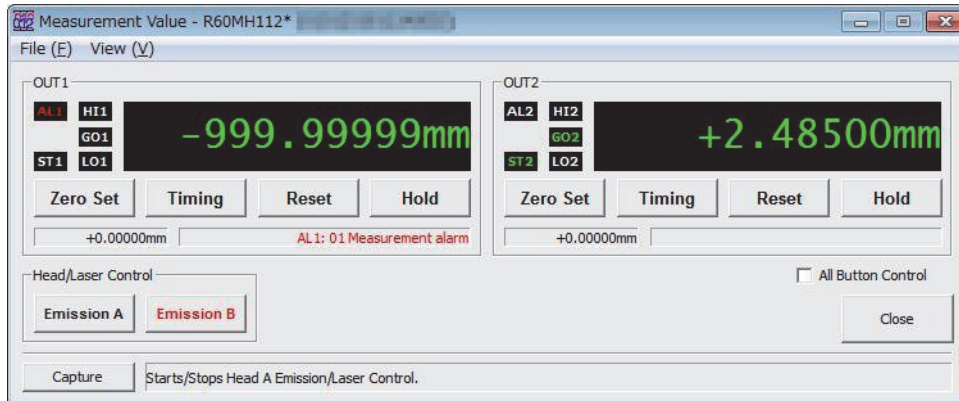 Measurement Value - R60MH112*
File (F) View (V)
OUT1
AL1 HI1
GO1
ST1 LO1
-999.99999mm
Zero Set Timing Reset Hold
+0.00000mm AL1: 01 Measurement alarm
OUT2
AL2 HI2
GO2
ST2 LO2
+2.48500mm
Zero Set Timing Reset Hold
+0.00000mm
Head/Laser Control
Emission A Emission B
All Button Control
Close
Capture Starts/Stops Head A Emission/Laser Control.